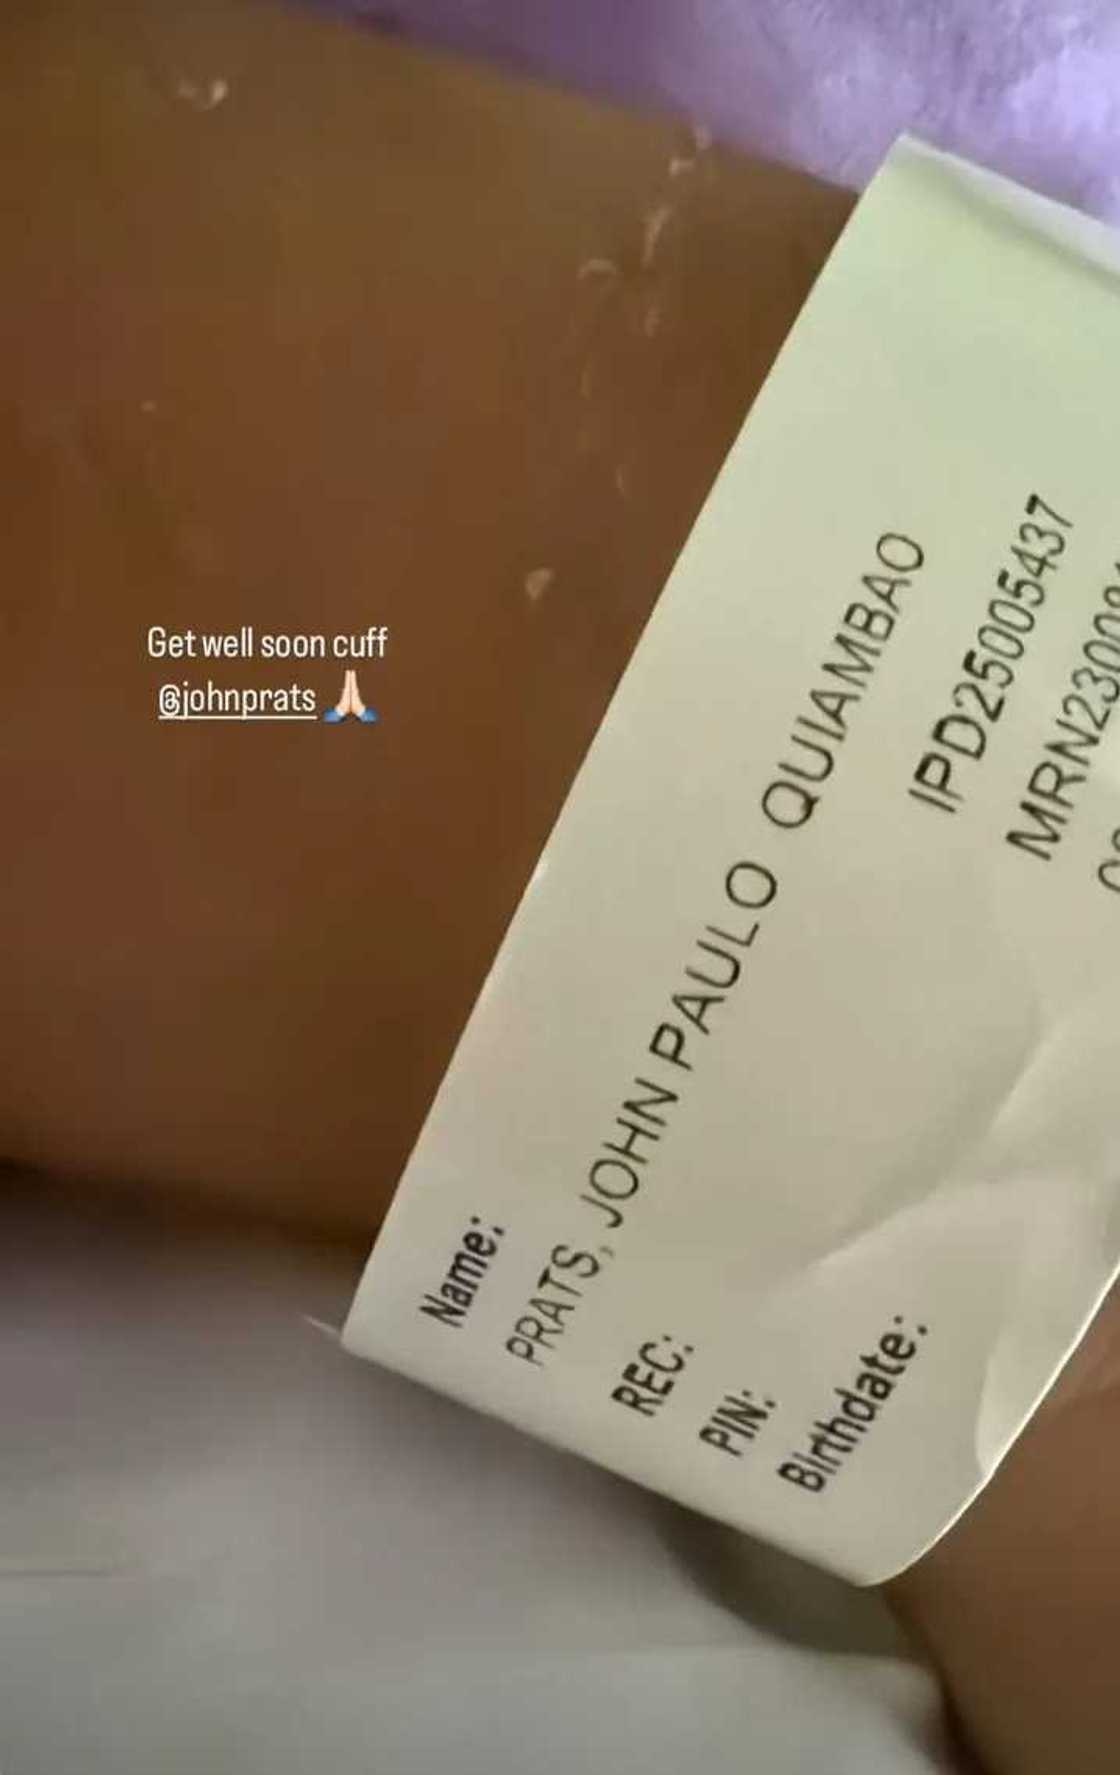 Get well soon cuff
@johnprats 🙏🏻
Name:
PRATS, JOHN PAULO QUIAMBAO
REC: IPD25005437
PIN:
Birthdate: